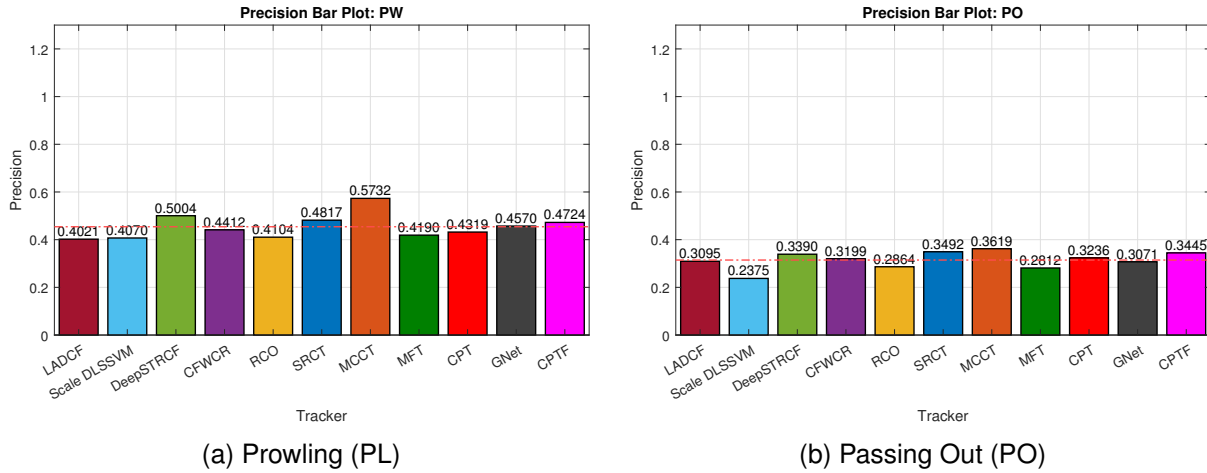 Precision Bar Plot: PW
1.2
1
0.8
0.6
0.4
0.2
0
Precision
0.4021
0.4070
0.5004
0.4412
0.4104
0.4817
0.5732
0.4190
0.4319
0.4570
0.4724
LADCF
Scale DLSSVM
DeepSTRCF
CFWCR
RCO
SRCT
MCCT
MFT
CPT
GNet
CPTF
Tracker
(a) Prowling (PL)
Precision Bar Plot: PO
1.2
1
0.8
0.6
0.4
0.2
0
Precision
0.3095
0.2375
0.3390
0.3199
0.2864
0.3492
0.3619
0.2812
0.3236
0.3071
0.3445
LADCF
Scale DLSSVM
DeepSTRCF
CFWCR
RCO
SRCT
MCCT
MFT
CPT
GNet
CPTF
Tracker
(b) Passing Out (PO)